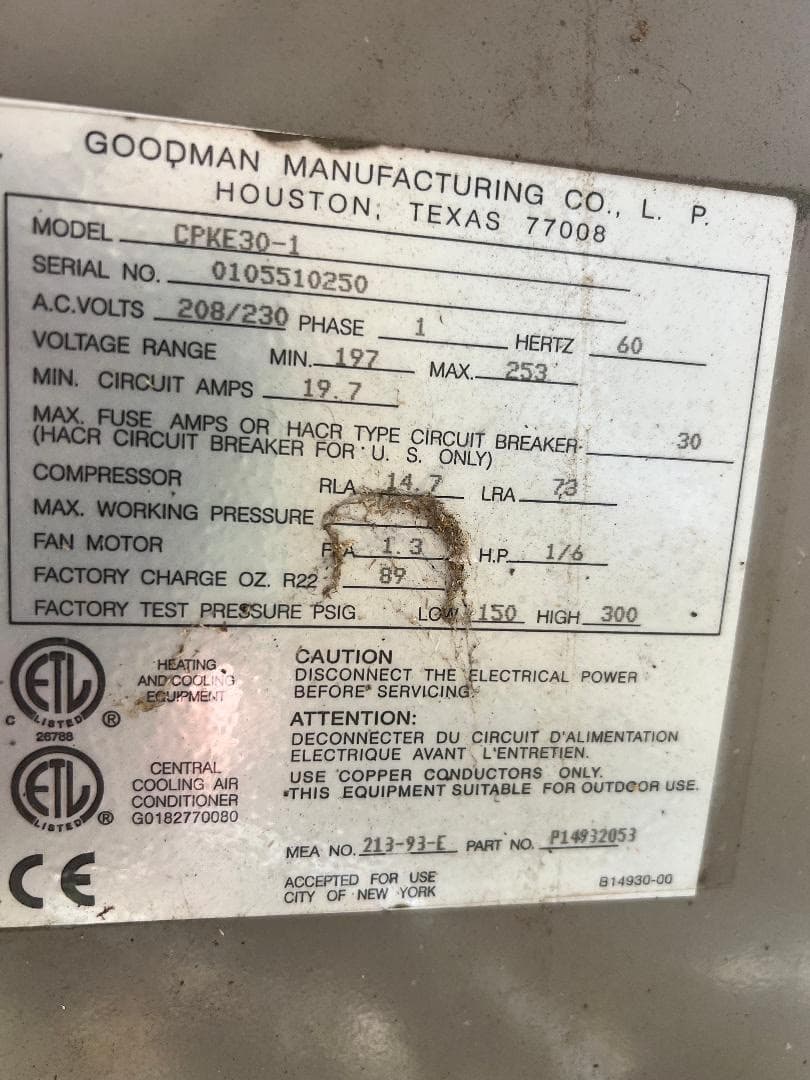 GOODMAN MANUFACTURING CO., L. P.
HOUSTON, TEXAS 77008
MODEL CPKE30-1
SERIAL NO. 0105510250
A.C.VOLTS 208/230 PHASE 1 HERTZ 60
VOLTAGE RANGE MIN. 197 MAX. 253
MIN. CIRCUIT AMPS 19.7
MAX. FUSE AMPS OR HACR TYPE CIRCUIT BREAKER 30
(HACR CIRCUIT BREAKER FOR U. S. ONLY)
COMPRESSOR RLA 14.7 LRA 73
MAX. WORKING PRESSURE
FAN MOTOR FLA 1.3 H.P. 1/6
FACTORY CHARGE OZ. R22 89
FACTORY TEST PRESSURE PSIG. LOW 150 HIGH 300
ETL
C LISTED ®
26788
HEATING
AND COOLING
EQUIPMENT
CAUTION
DISCONNECT THE ELECTRICAL POWER
BEFORE SERVICING.
ATTENTION:
DECONNECTER DU CIRCUIT D'ALIMENTATION
ELECTRIQUE AVANT L'ENTRETIEN.
USE COPPER CONDUCTORS ONLY.
THIS EQUIPMENT SUITABLE FOR OUTDOOR USE.
ETL
LISTED ®
CENTRAL
COOLING AIR
CONDITIONER
G0182770080
MEA NO. 213-93-E PART NO. P14932053
CE
ACCEPTED FOR USE
CITY OF NEW YORK
B14930-00